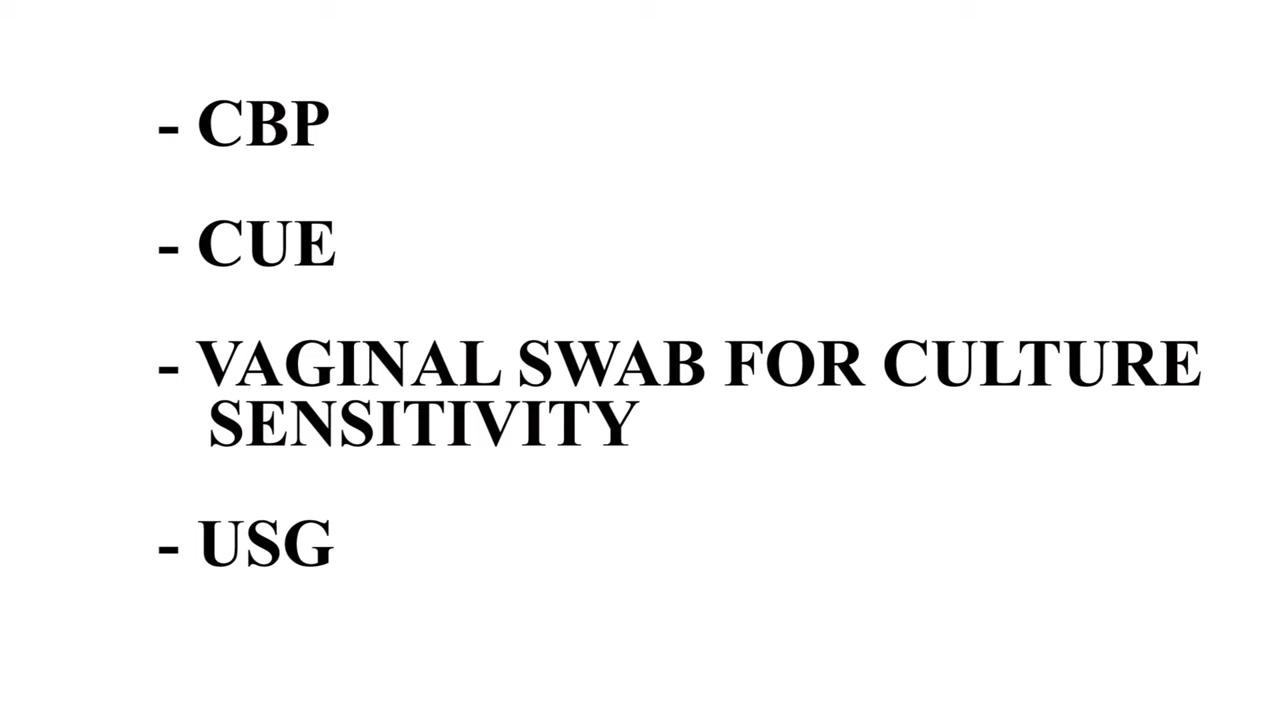 - CBP
- CUE
- VAGINAL SWAB FOR CULTURE
SENSITIVITY
- USG